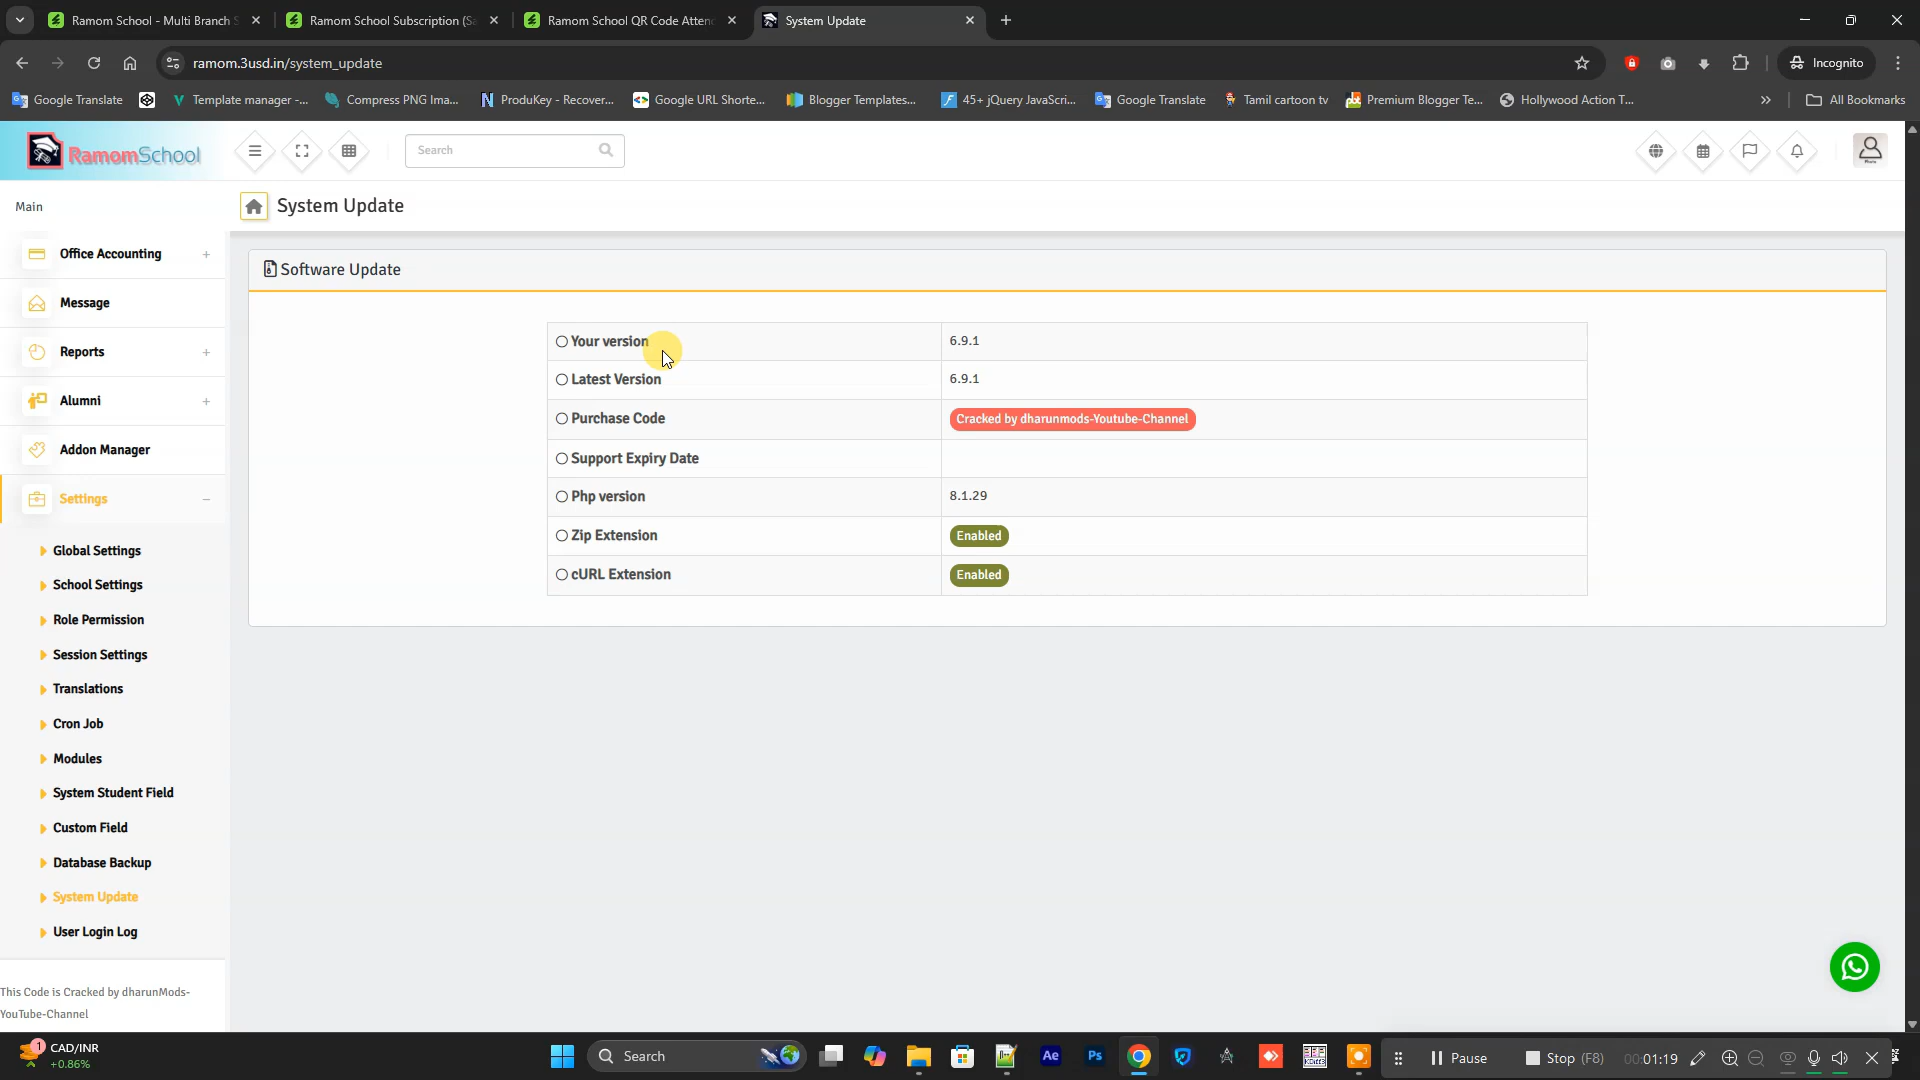 Ramom School - Multi Branch S
Ramom School Subscription (Sa
Ramom School QR Code Atten
System Update
ramom.3usd.in/system_update
Incognito
Google Translate
Template manager -...
Compress PNG Ima...
ProduKey - Recover...
Google URL Shorte...
Blogger Templates...
45+ jQuery JavaScri...
Google Translate
Tamil cartoon tv
Premium Blogger Te...
Hollywood Action T...
All Bookmarks
RamomSchool
Search
Main
System Update
Office Accounting
Message
Reports
Alumni
Addon Manager
Settings
Global Settings
School Settings
Role Permission
Session Settings
Translations
Cron Job
Modules
System Student Field
Custom Field
Database Backup
System Update
User Login Log
This Code is Cracked by dharunMods-
YouTube-Channel
Software Update
Your version 6.9.1
Latest Version 6.9.1
Purchase Code Cracked by dharunmods-Youtube-Channel
Support Expiry Date
Php version 8.1.29
Zip Extension Enabled
cURL Extension Enabled
1
CAD/INR
+0.86%
Search
Ae
Ps
Pause
Stop (F8)
00:01:19